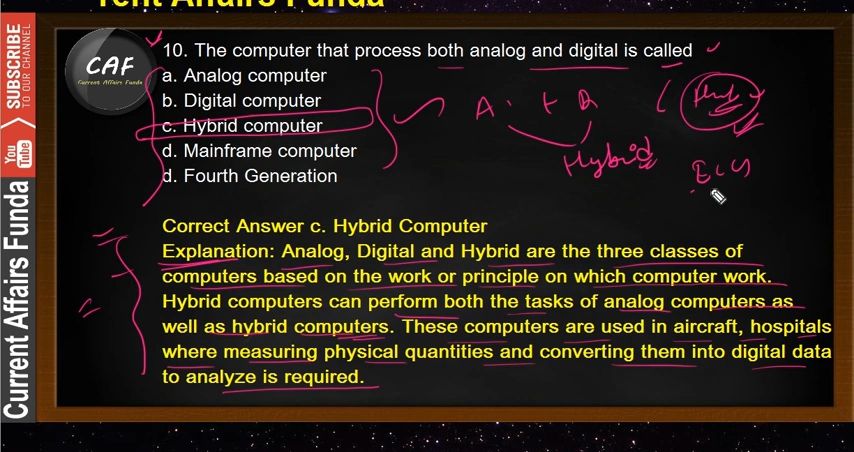 rent Affairs Funda
SUBSCRIBE
TO OUR CHANNEL
You Tube
Current Affairs Funda
CAF
Current Affairs Funda
10. The computer that process both analog and digital is called
a. Analog computer
b. Digital computer
c. Hybrid computer
d. Mainframe computer
d. Fourth Generation
A + D
Hybrid
Correct Answer c. Hybrid Computer
Explanation: Analog, Digital and Hybrid are the three classes of
computers based on the work or principle on which computer work.
Hybrid computers can perform both the tasks of analog computers as
well as hybrid computers. These computers are used in aircraft, hospitals
where measuring physical quantities and converting them into digital data
to analyze is required.